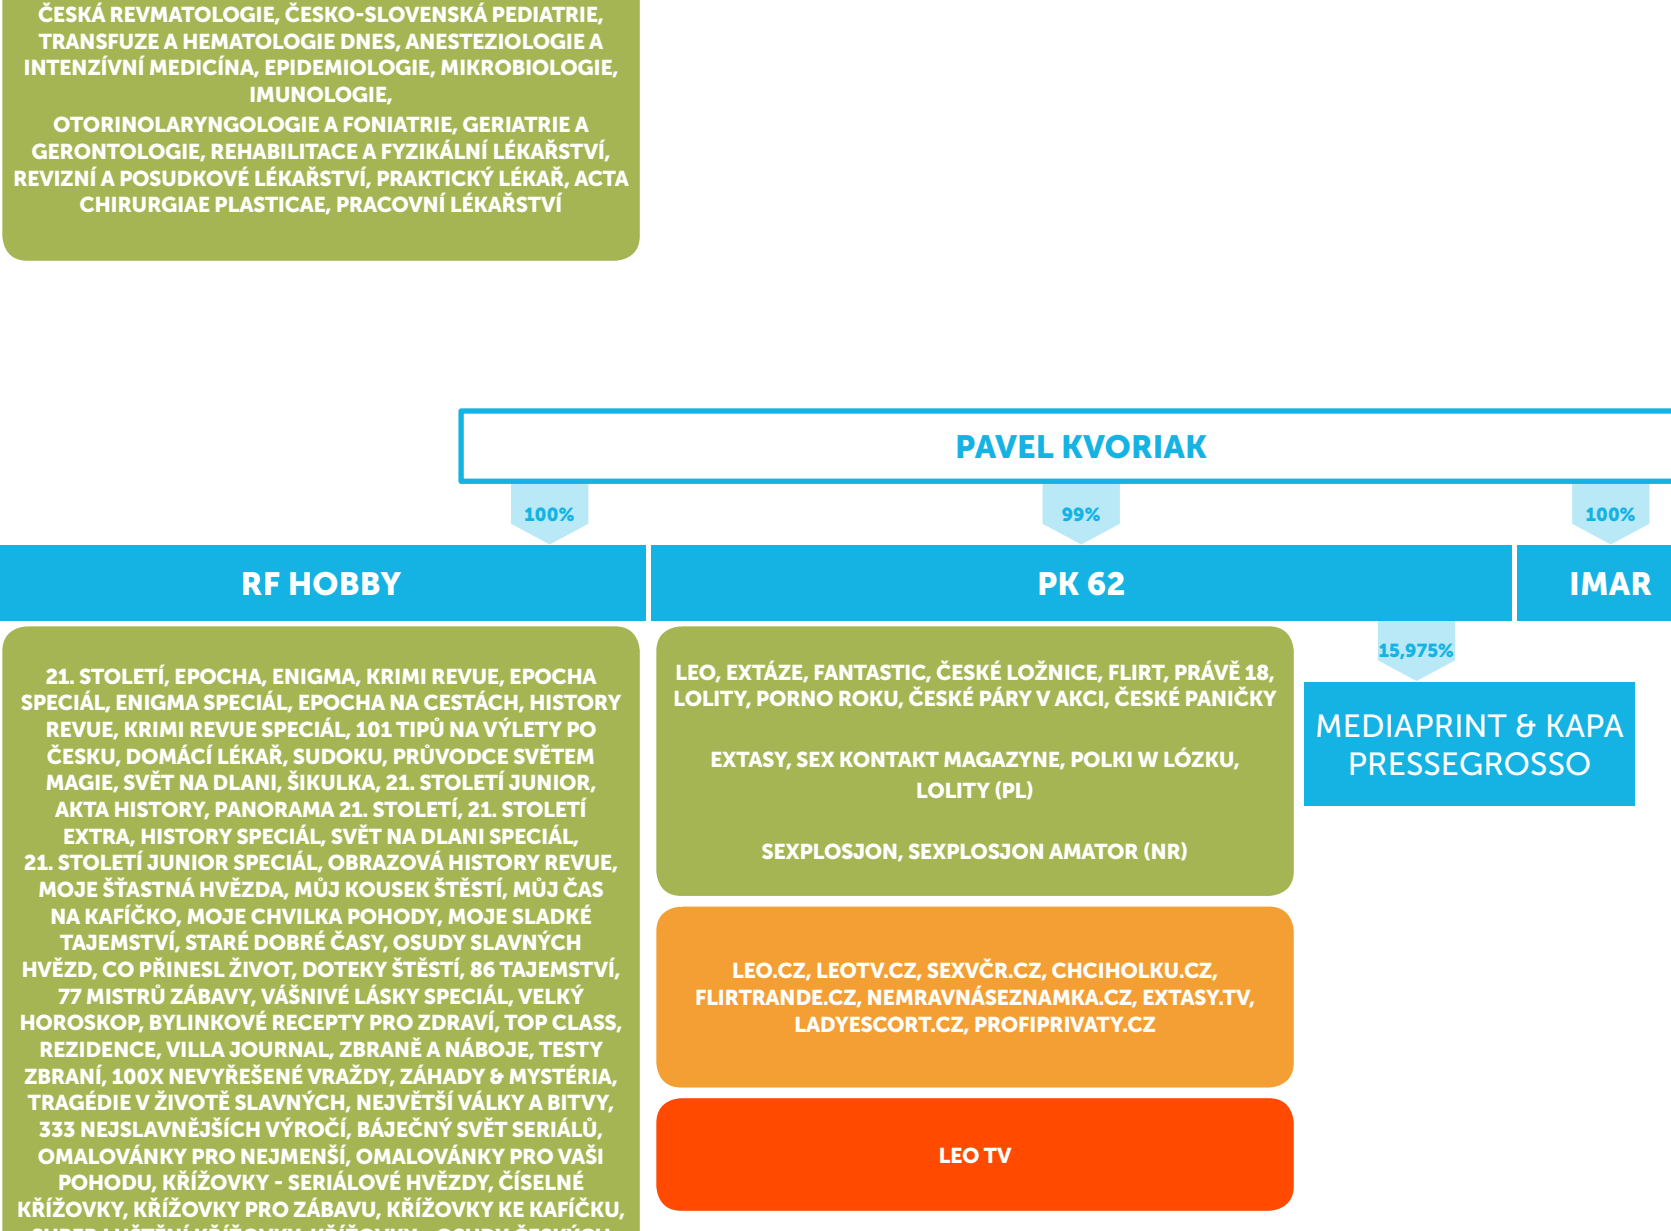 ČESKÁ REVMATOLOGIE, ČESKO-SLOVENSKÁ PEDIATRIE,
TRANSFUZE A HEMATOLOGIE DNES, ANESTEZIOLOGIE A
INTENZÍVNÍ MEDICÍNA, EPIDEMIOLOGIE, MIKROBIOLOGIE,
IMUNOLOGIE,
OTORINOLARYNGOLOGIE A FONIATRIE, GERIATRIE A
GERONTOLOGIE, REHABILITACE A FYZIKÁLNÍ LÉKAŘSTVÍ,
REVIZNÍ A POSUDKOVÉ LÉKAŘSTVÍ, PRAKTICKÝ LÉKAŘ, ACTA
CHIRURGIAE PLASTICAE, PRACOVNÍ LÉKAŘSTVÍ
PAVEL KVORIAK
100%
99%
100%
RF HOBBY
PK 62
IMAR
21. STOLETÍ, EPOCHA, ENIGMA, KRIMI REVUE, EPOCHA
SPECIÁL, ENIGMA SPECIÁL, EPOCHA NA CESTÁCH, HISTORY
REVUE, KRIMI REVUE SPECIÁL, 101 TIPŮ NA VÝLETY PO
ČESKU, DOMÁCÍ LÉKAŘ, SUDOKU, PRŮVODCE SVĚTEM
MAGIE, SVĚT NA DLANI, ŠIKULKA, 21. STOLETÍ JUNIOR,
AKTA HISTORY, PANORAMA 21. STOLETÍ, 21. STOLETÍ
EXTRA, HISTORY SPECIÁL, SVĚT NA DLANI SPECIÁL,
21. STOLETÍ JUNIOR SPECIÁL, OBRAZOVÁ HISTORY REVUE,
MOJE ŠŤASTNÁ HVĚZDA, MŮJ KOUSEK ŠTĚSTÍ, MŮJ ČAS
NA KAFÍČKO, MOJE CHVILKA POHODY, MOJE SLADKÉ
TAJEMSTVÍ, STARÉ DOBRÉ ČASY, OSUDY SLAVNÝCH
HVĚZD, CO PŘINESL ŽIVOT, DOTEKY ŠTĚSTÍ, 86 TAJEMSTVÍ,
77 MISTRŮ ZÁBAVY, VÁŠNIVÉ LÁSKY SPECIÁL, VELKÝ
HOROSKOP, BYLINKOVÉ RECEPTY PRO ZDRAVÍ, TOP CLASS,
REZIDENCE, VILLA JOURNAL, ZBRANĚ A NÁBOJE, TESTY
ZBRANÍ, 100X NEVYŘEŠENÉ VRAŽDY, ZÁHADY & MYSTÉRIA,
TRAGÉDIE V ŽIVOTĚ SLAVNÝCH, NEJVĚTŠÍ VÁLKY A BITVY,
333 NEJSLAVNĚJŠÍCH VÝROČÍ, BÁJEČNÝ SVĚT SERIÁLŮ,
OMALOVÁNKY PRO NEJMENŠÍ, OMALOVÁNKY PRO VAŠI
POHODU, KŘÍŽOVKY - SERIÁLOVÉ HVĚZDY, ČÍSELNÉ
KŘÍŽOVKY, KŘÍŽOVKY PRO ZÁBAVU, KŘÍŽOVKY KE KAFÍČKU,
LEO, EXTÁZE, FANTASTIC, ČESKÉ LOŽNICE, FLIRT, PRÁVĚ 18,
LOLITY, PORNO ROKU, ČESKÉ PÁRY V AKCI, ČESKÉ PANIČKY
EXTASY, SEX KONTAKT MAGAZYNE, POLKI W LÓZKU,
LOLITY (PL)
SEXPLOSJON, SEXPLOSJON AMATOR (NR)
LEO.CZ, LEOTV.CZ, SEXVČR.CZ, CHCIHOLKU.CZ,
FLIRTRANDE.CZ, NEMRAVNÁSEZNAMKA.CZ, EXTASY.TV,
LADYESCORT.CZ, PROFIPRIVATY.CZ
LEO TV
15,975%
MEDIAPRINT & KAPA
PRESSEGROSSO